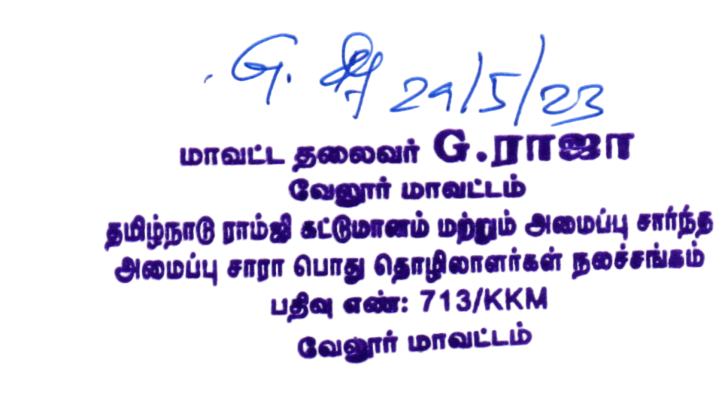 G. 29/5/23
மாவட்ட தலைவர் G.ராஜா
வேலூர் மாவட்டம்
தமிழ்நாடு ராம்ஜி கட்டுமானம் மற்றும் அமைப்பு சார்ந்த
அமைப்பு சாரா பொது தொழிலாளர்கள் நலச்சங்கம்
பதிவு எண்: 713/KKM
வேலூர் மாவட்டம்